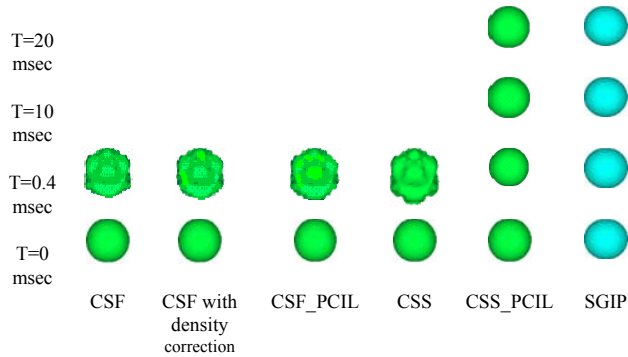 T=20
msec
T=10
msec
T=0.4
msec
T=0
msec
CSF
CSF with
density
correction
CSF_PCIL
CSS
CSS_PCIL
SGIP